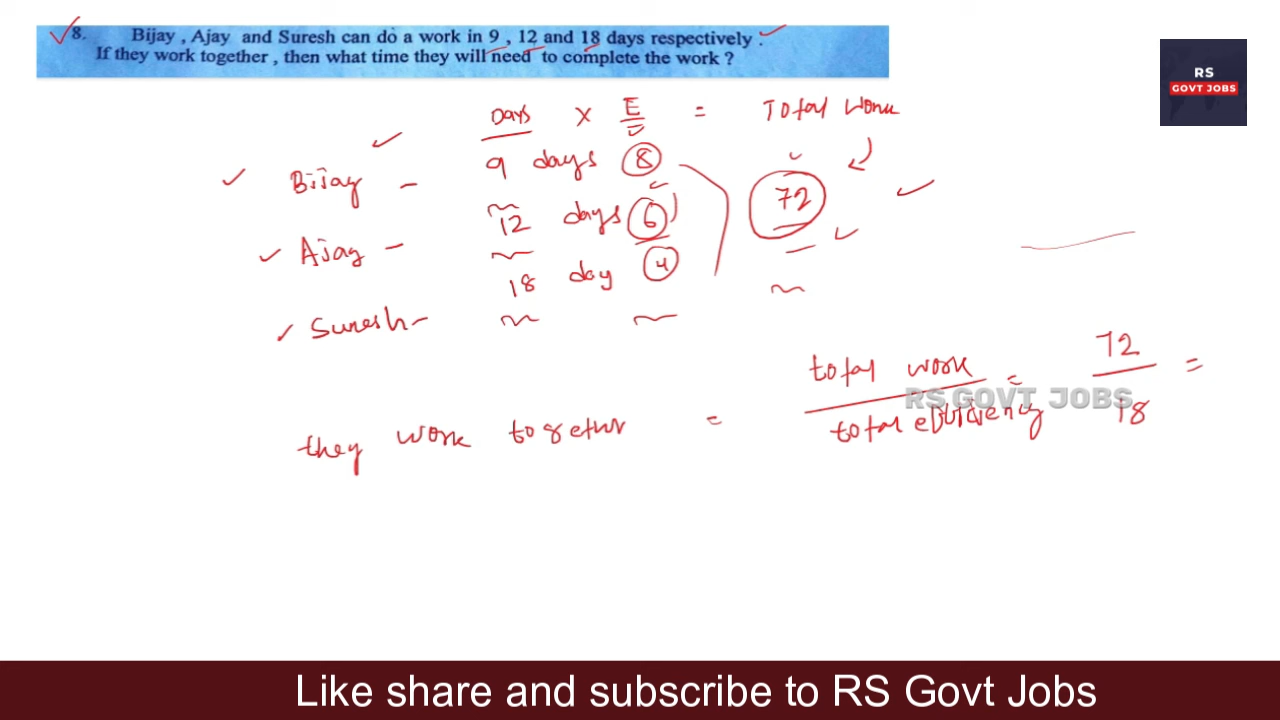 8. Bijay , Ajay and Suresh can do a work in 9 , 12 and 18 days respectively .
If they work together , then what time they will need to complete the work ?
RS
GOVT JOBS
Days × E = Total work
Bijay – 9 days 8
72
Ajay – 12 days 6
Suresh – 18 day 4
they work together = total work / total efficiency = 72 / 18 =
RS GOVT JOBS
Like share and subscribe to RS Govt Jobs